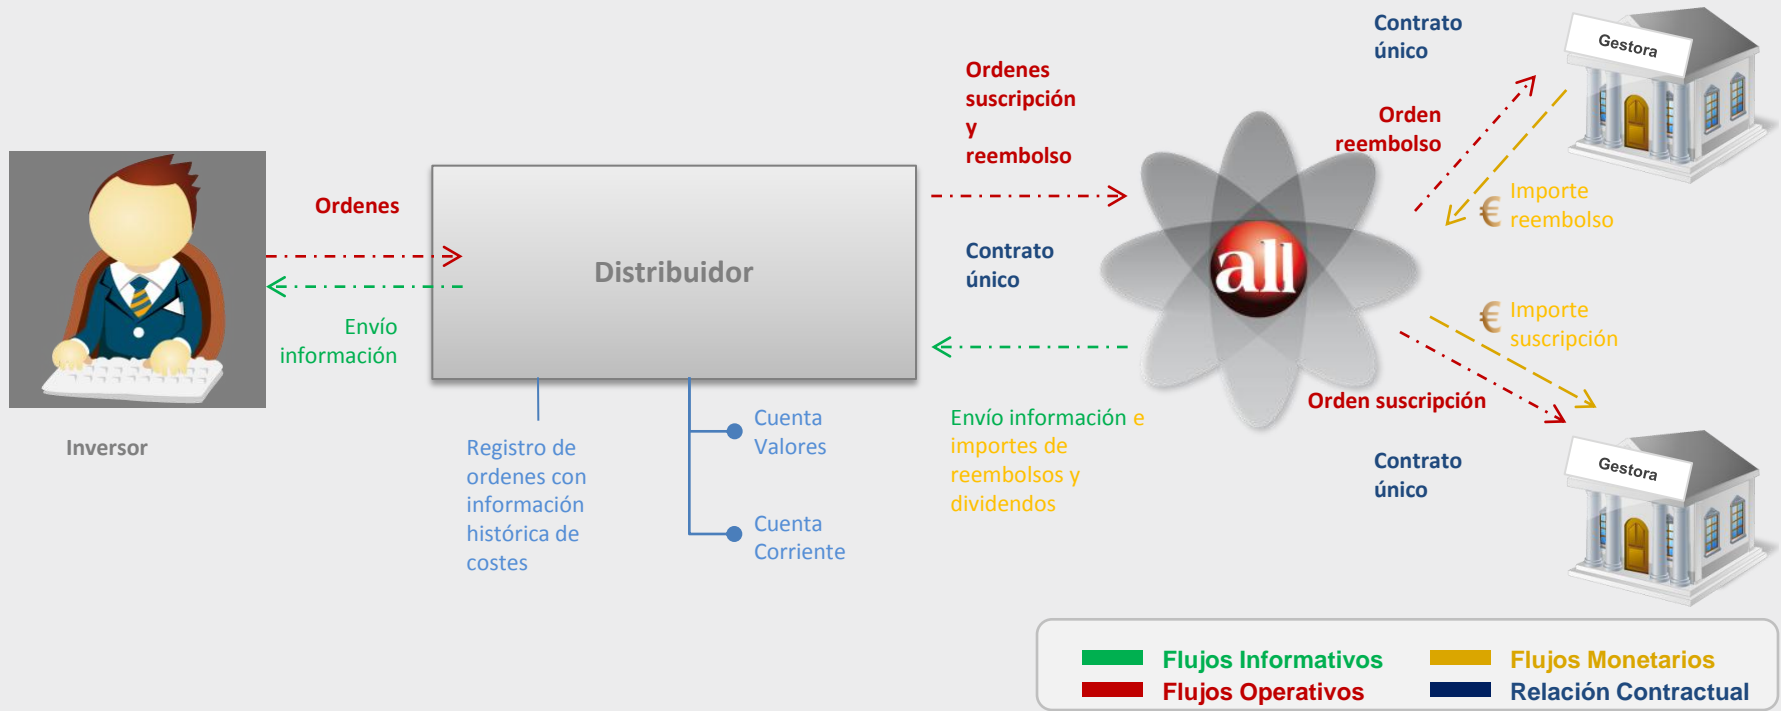 Contrato
único
Gestora
Ordenes
suscripción
y
reembolso
Orden
reembolso
Importe
reembolso
Ordenes
Distribuidor
Contrato
único
all
Importe
suscripción
Envío
información
Orden suscripción
Inversor
Registro de
ordenes con
información
histórica de
costes
Cuenta
Valores
Cuenta
Corriente
Envío información e
importes de
reembolsos y
dividendos
Contrato
único
Gestora
€
€
Flujos Informativos
Flujos Monetarios
Flujos Operativos
Relación Contractual